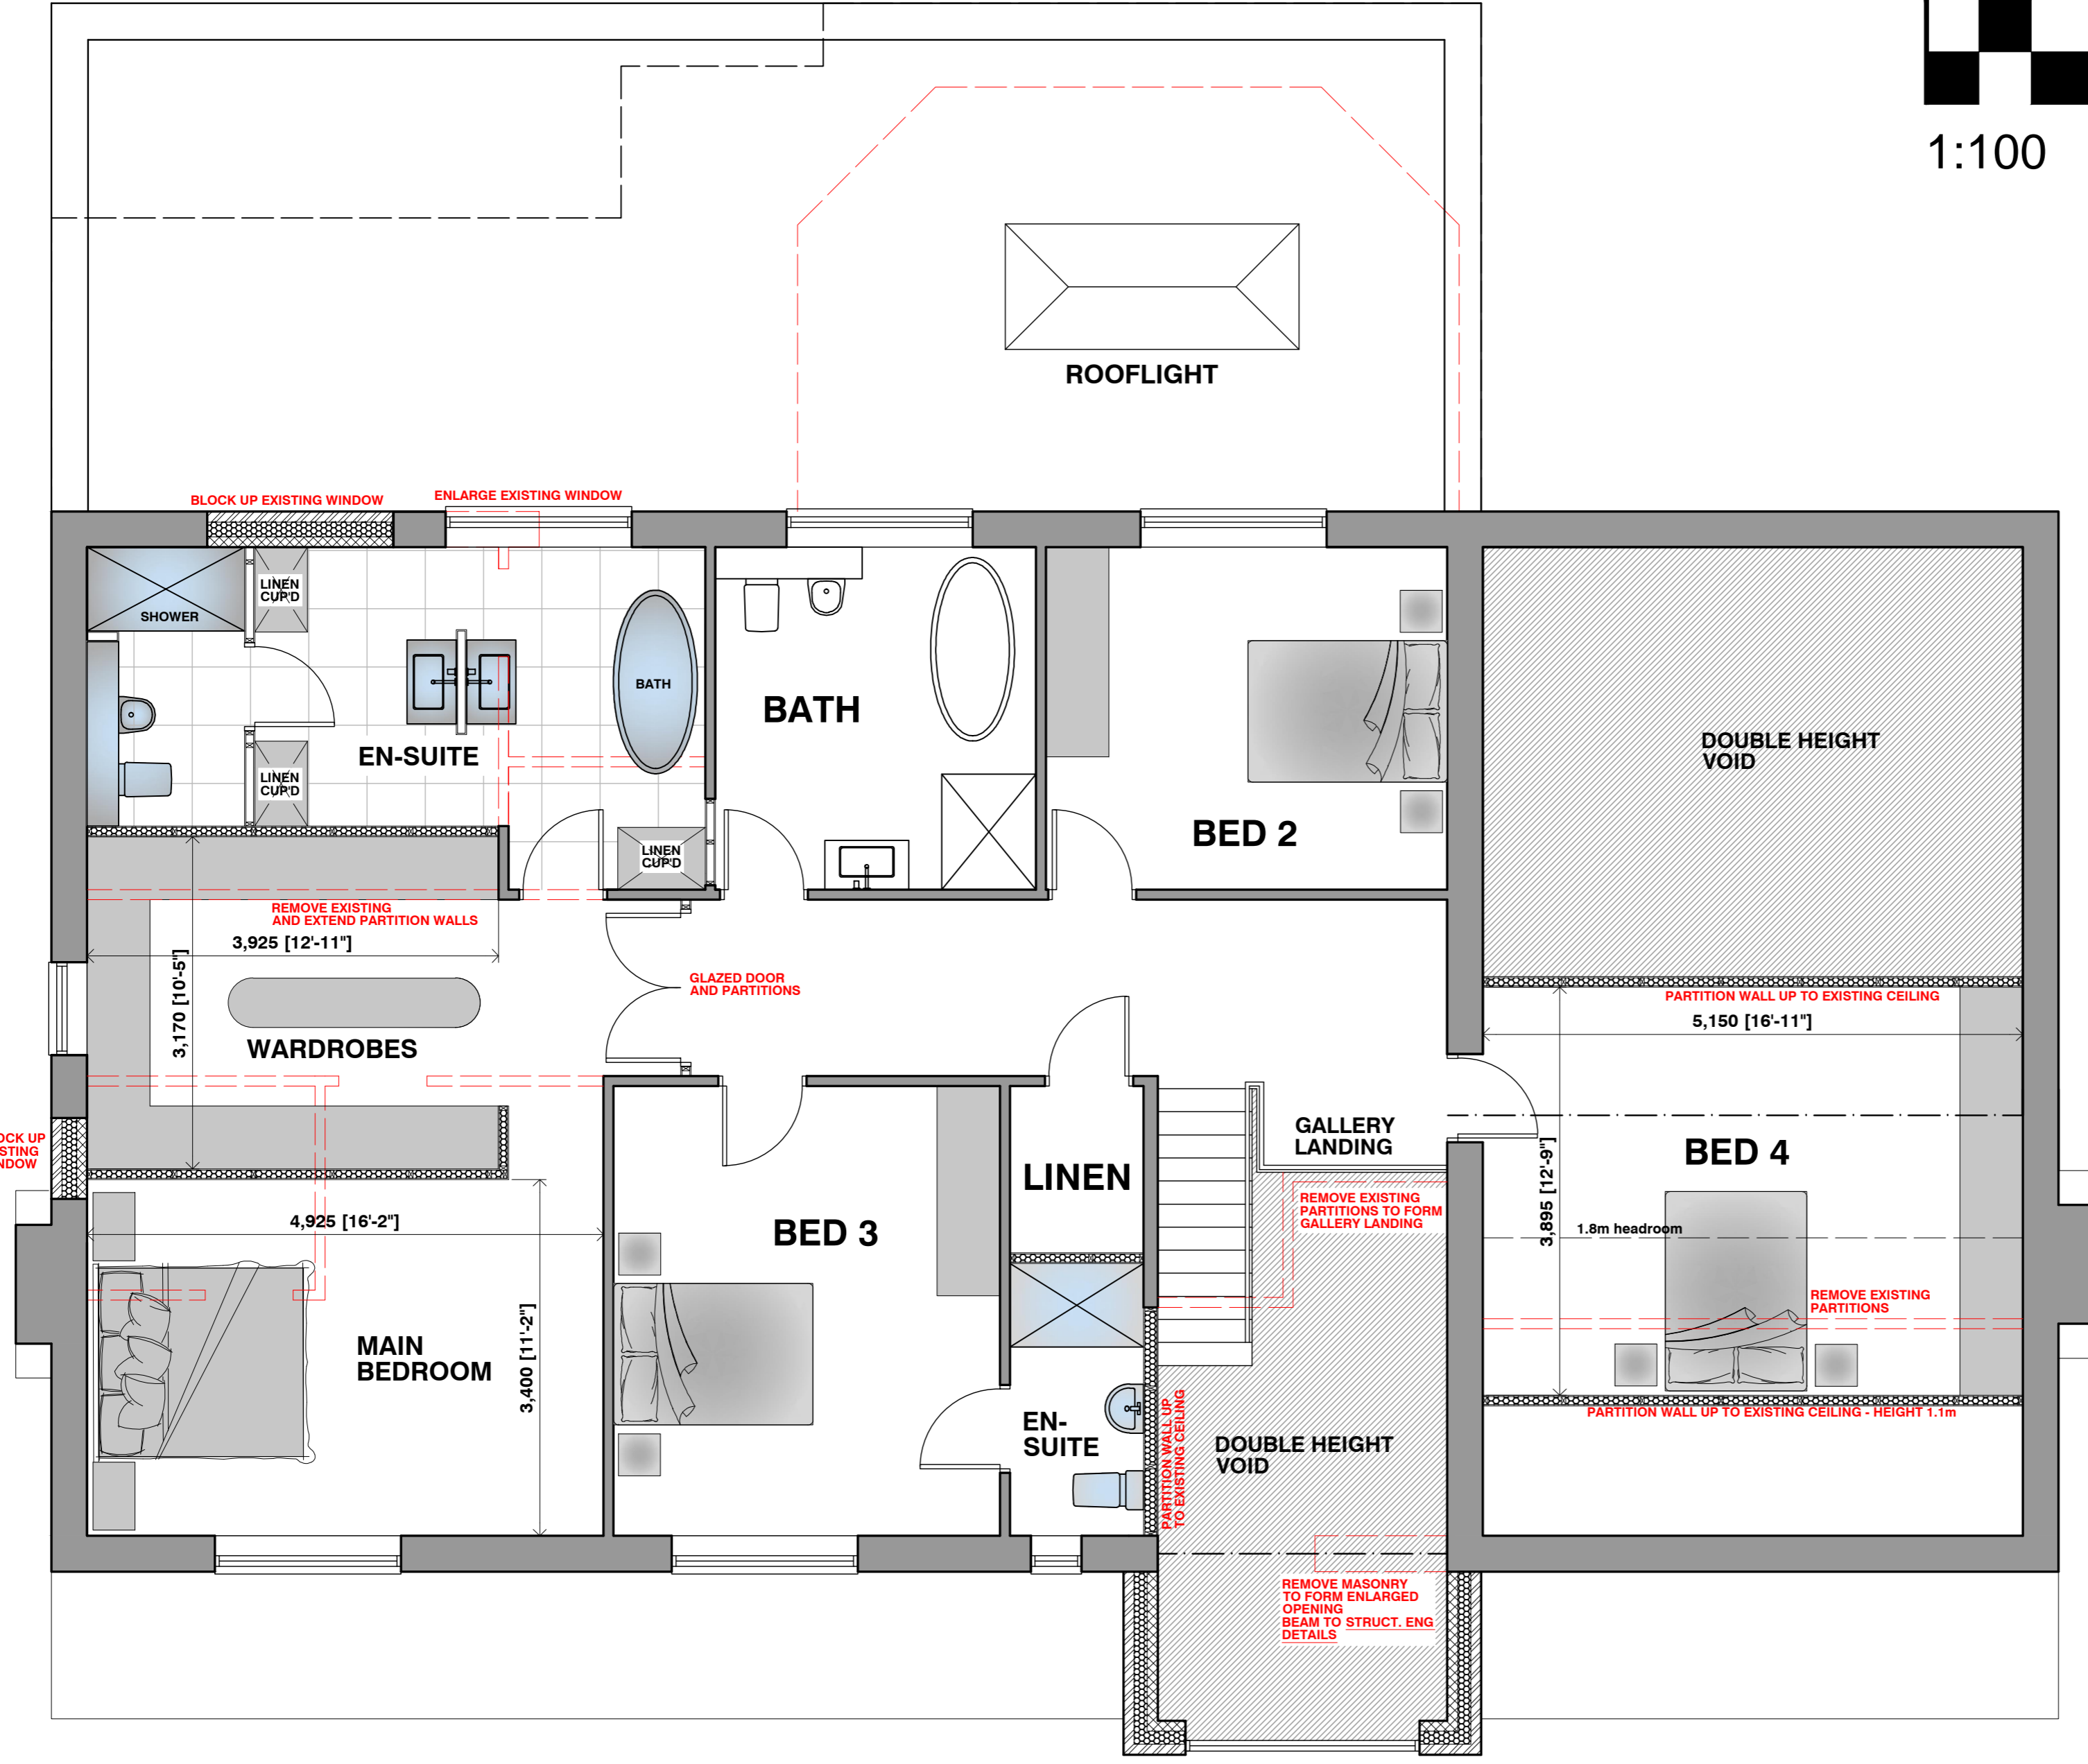 1:100
ROOFLIGHT
BLOCK UP EXISTING WINDOW
ENLARGE EXISTING WINDOW
SHOWER
LINEN
CUP'D
BATH
EN-SUITE
LINEN
CUP'D
LINEN
CUP'D
BATH
BED 2
DOUBLE HEIGHT
VOID
REMOVE EXISTING
AND EXTEND PARTITION WALLS
3,925 [12'-11"]
3,170 [10'-5"]
WARDROBES
GLAZED DOOR
AND PARTITIONS
PARTITION WALL UP TO EXISTING CEILING
5,150 [16'-11"]
GALLERY
LANDING
BED 4
3,895 [12'-9"]
1.8m headroom
REMOVE EXISTING
PARTITIONS
PARTITION WALL UP TO EXISTING CEILING - HEIGHT 1.1m
OCK UP
STING
NDOW
4,925 [16'-2"]
3,400 [11'-2"]
MAIN
BEDROOM
BED 3
LINEN
REMOVE EXISTING
PARTITIONS TO FORM
GALLERY LANDING
EN-
SUITE
PARTITION WALL UP
TO EXISTING CEILING
DOUBLE HEIGHT
VOID
REMOVE MASONRY
TO FORM ENLARGED
OPENING
BEAM TO STRUCT. ENG
DETAILS